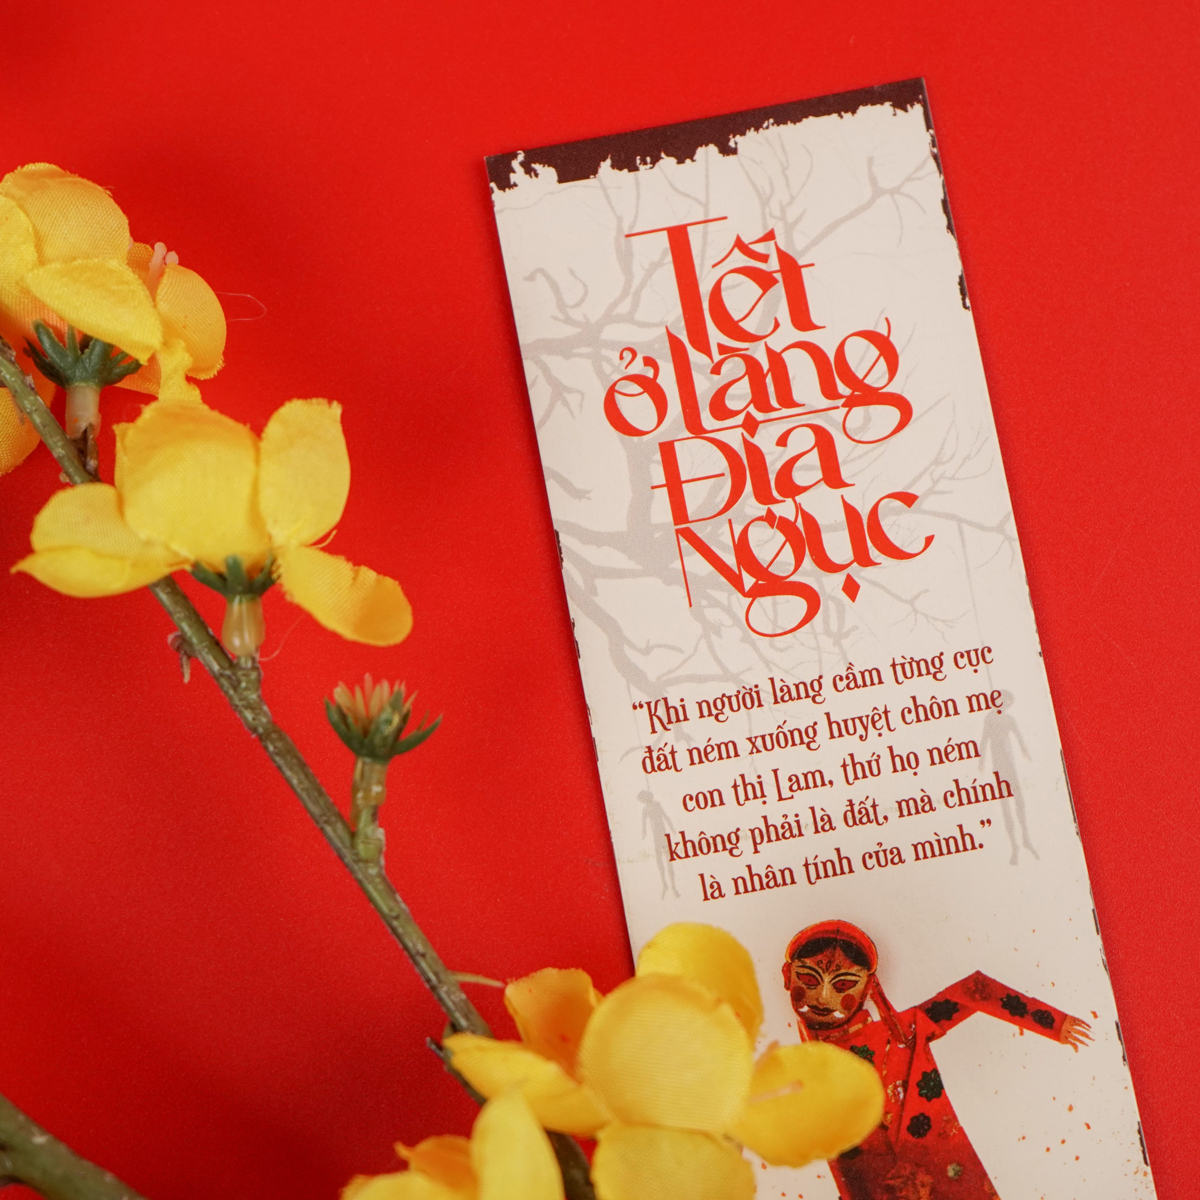 Tết
ở Làng
Địa
Ngục
“Khi người làng cầm từng cục
đất ném xuống huyệt chôn mẹ
con thị Lam, thứ họ ném
không phải là đất, mà chính
là nhân tính của mình.”